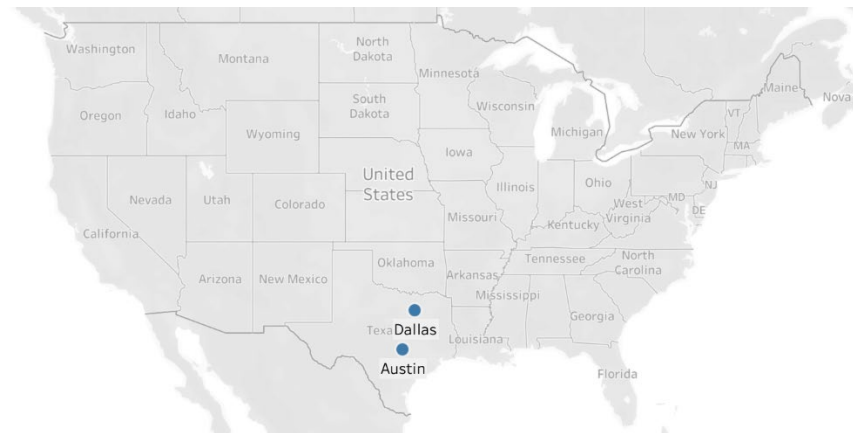 Washington
Montana
North
Dakota
Minnesota
Maine
Nova
Oregon
Idaho
South
Dakota
Wisconsin
Michigan
VT
New York
MA
Wyoming
Iowa
Nevada
Utah
Colorado
United
States
Illinois
Ohio
NJ
MD
DE
West
Virginia
California
Missouri
Kentucky
Arizona
New Mexico
Oklahoma
Arkansas
Tennessee
North
Carolina
Mississippi
Georgia
Texa
Dallas
Louisiana
Austin
Florida